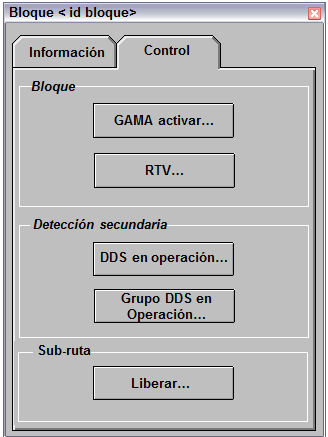 Bloque < id bloque>
Información
Control
Bloque
GAMA activar...
RTV...
Detección secundaria
DDS en operación...
Grupo DDS en
Operación...
Sub-ruta
Liberar...